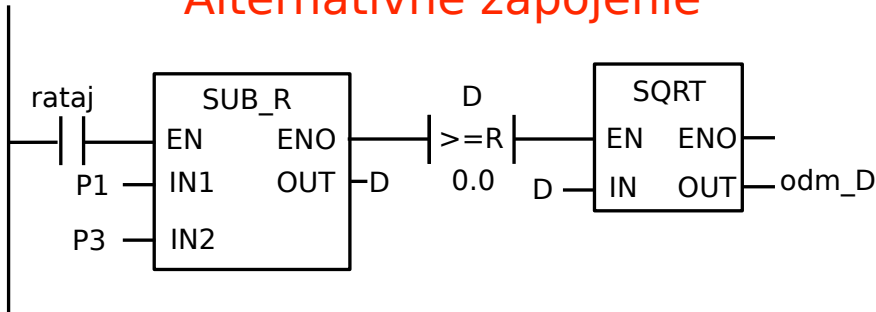 Alternatívne zapojenie
rataj
SUB_R
EN ENO
P1 IN1 OUT D
P3 IN2
D
>=R
0.0
SQRT
EN ENO
D IN OUT odm_D